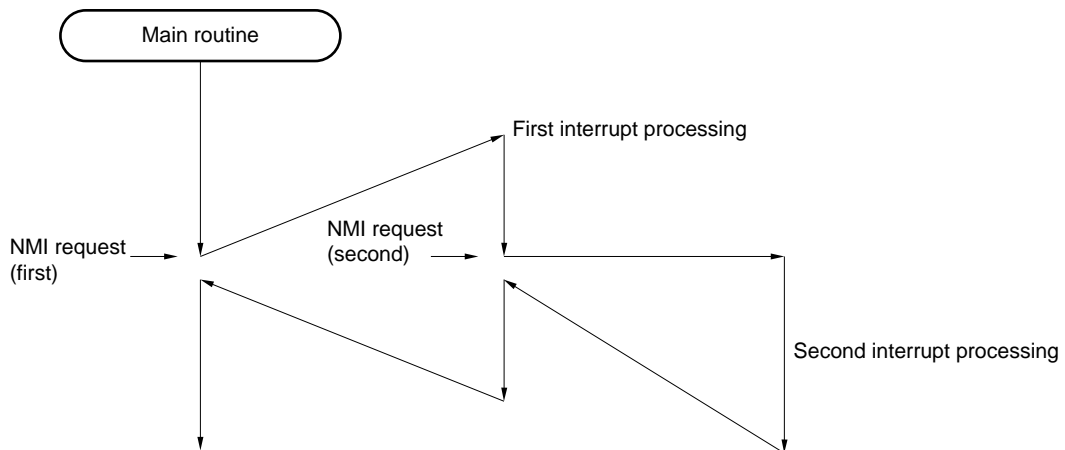 Main routine
First interrupt processing
NMI request
(first)
NMI request
(second)
Second interrupt processing